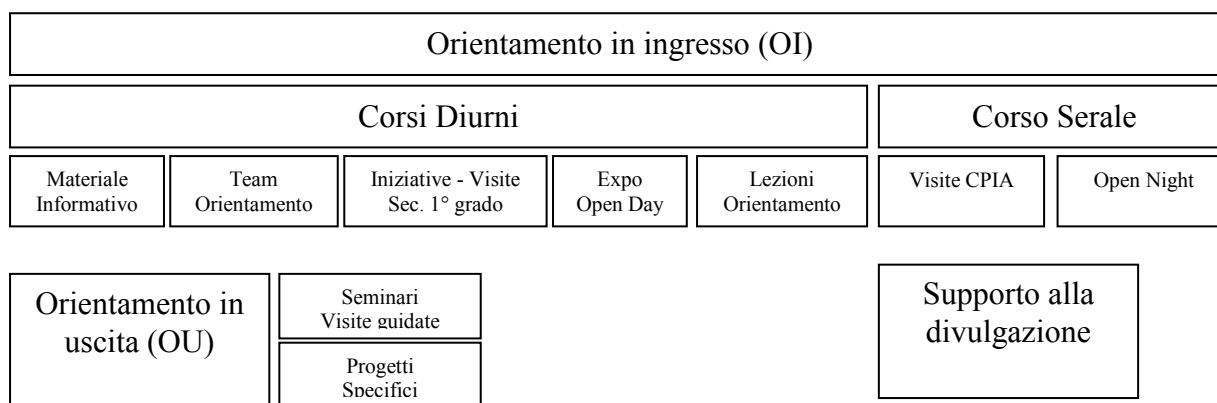 Orientamento in ingresso (OI)
Corsi Diurni
Corso Serale
Materiale
Informativo
Team
Orientamento
Iniziative - Visite
Sec. 1° grado
Expo
Open Day
Lezioni
Orientamento
Visite CPIA
Open Night
Orientamento in
uscita (OU)
Seminari
Visite guidate
Progetti
Specifici
Supporto alla
divulgazione